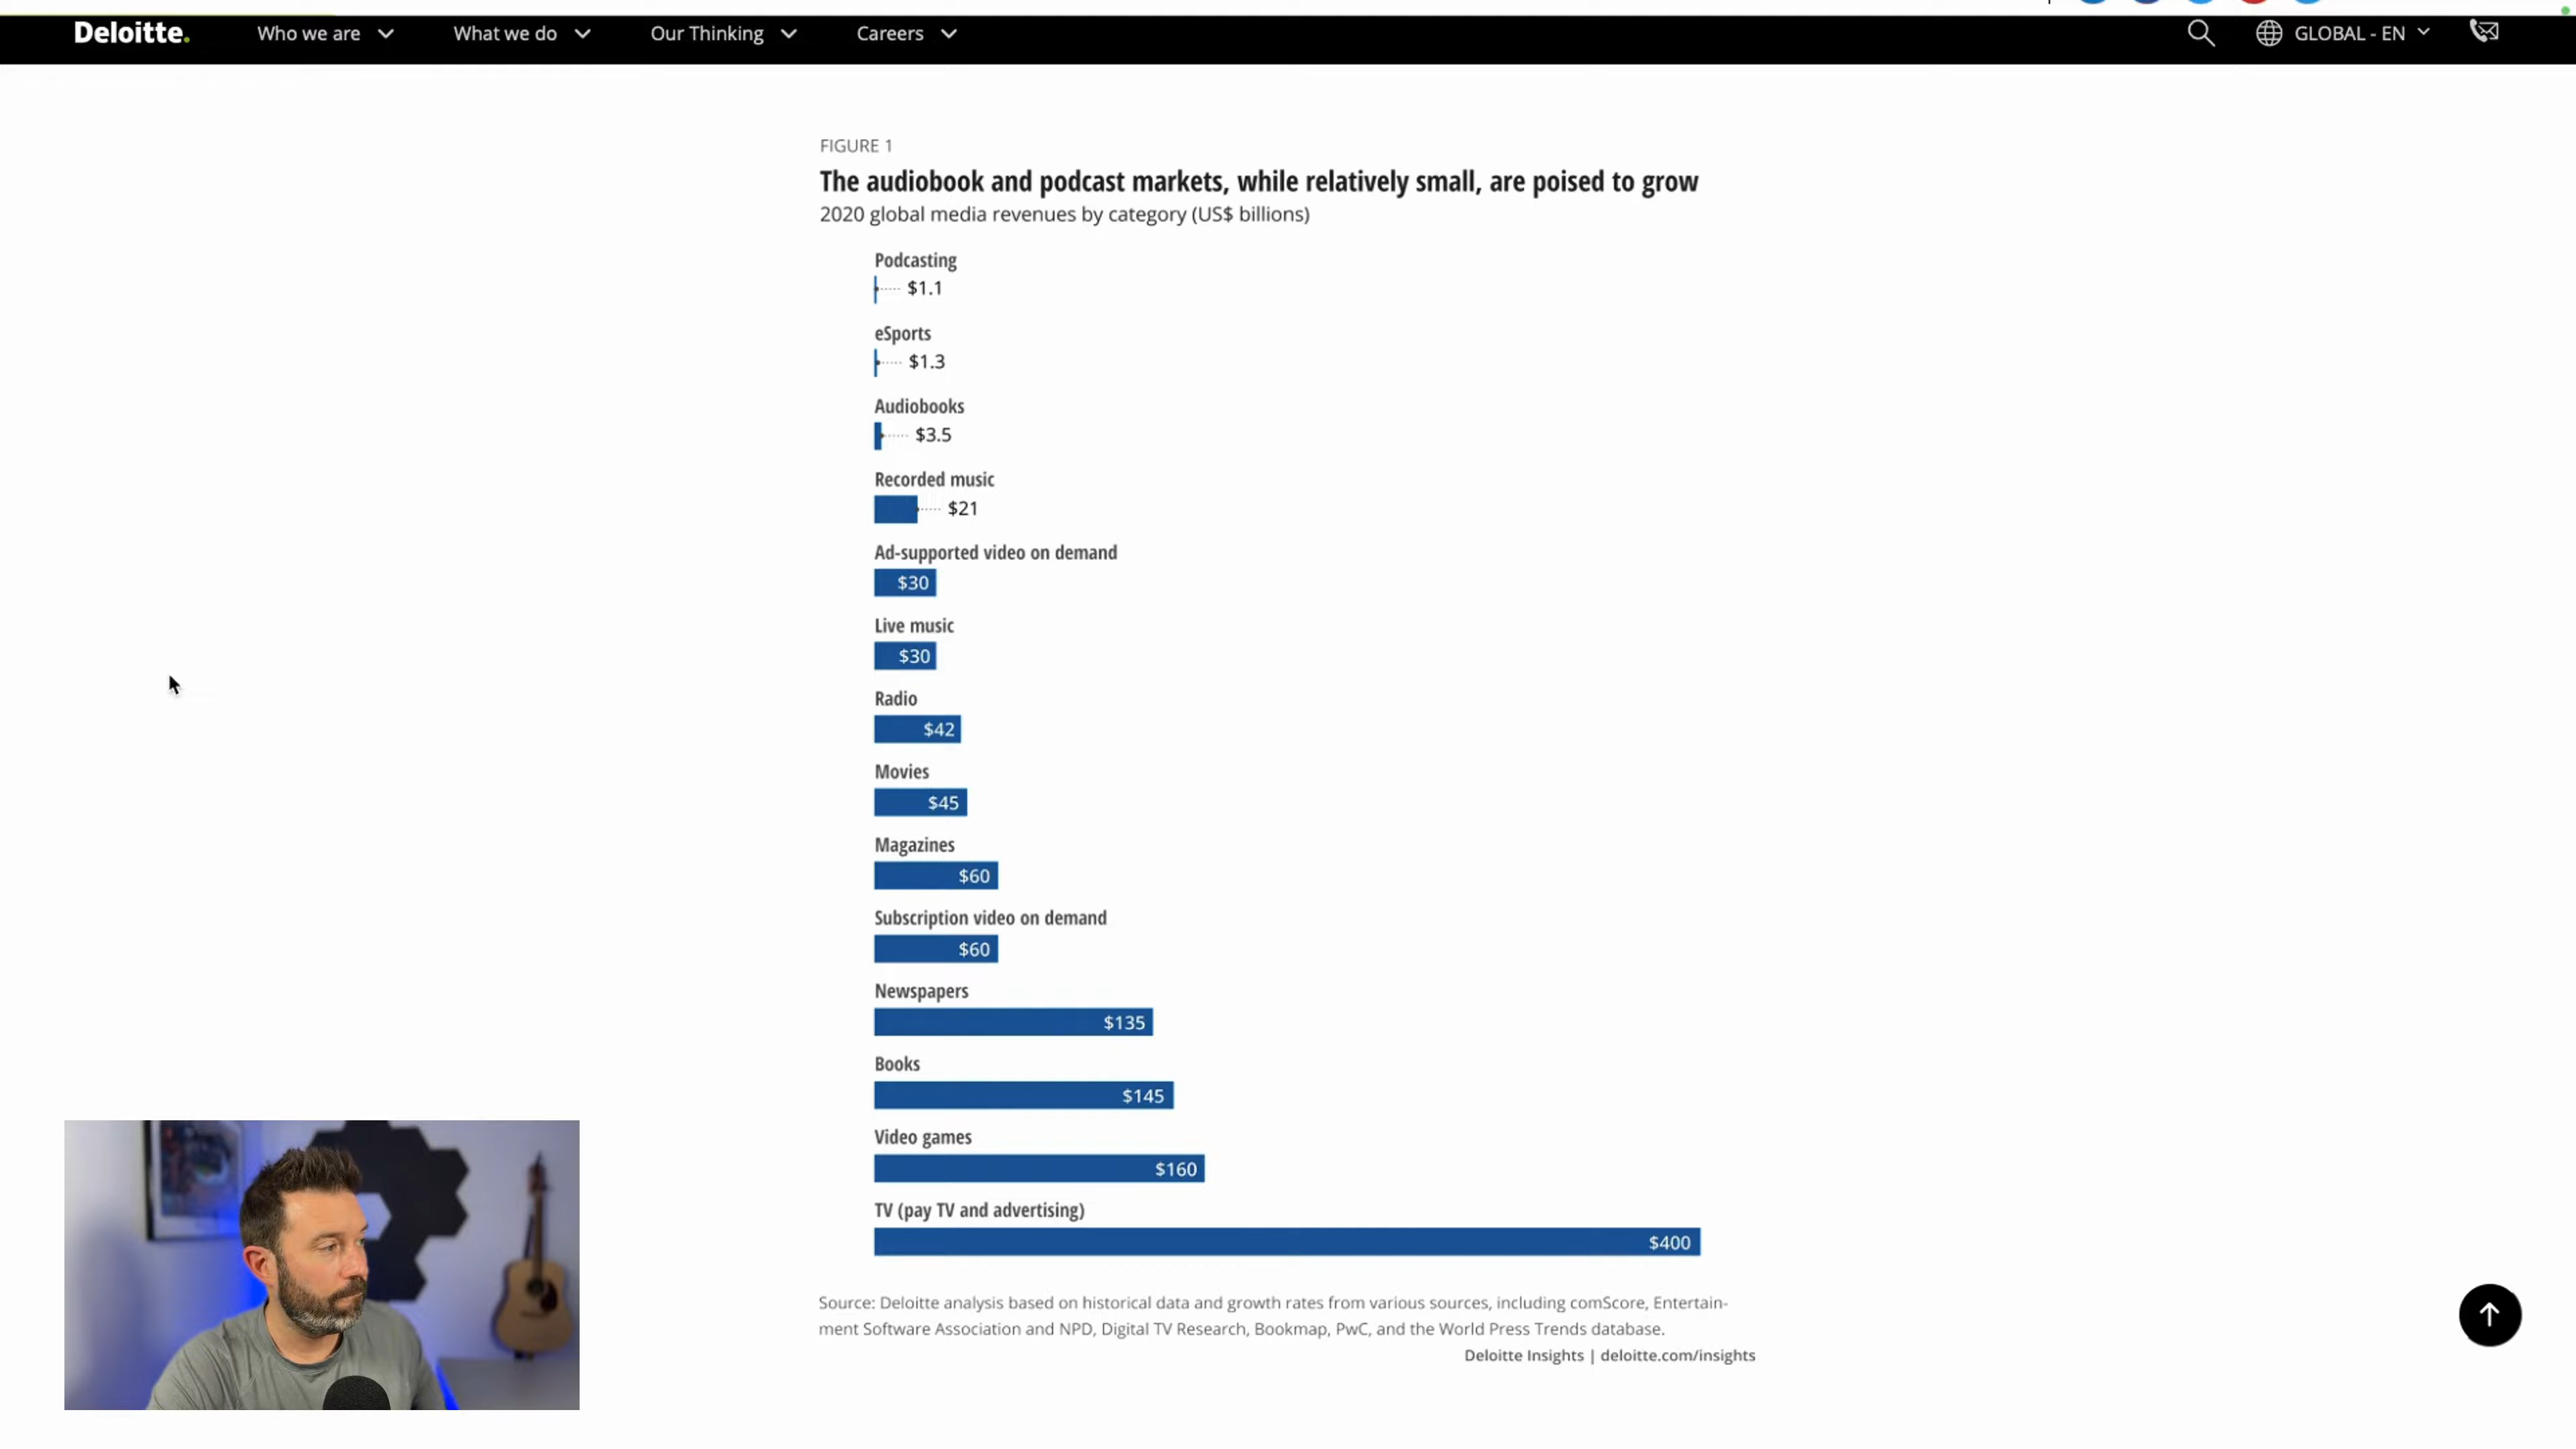 Deloitte.
Who we are
What we do
Our Thinking
Careers
GLOBAL - EN
FIGURE 1
The audiobook and podcast markets, while relatively small, are poised to grow
2020 global media revenues by category (US$ billions)
Podcasting
$1.1
eSports
$1.3
Audiobooks
$3.5
Recorded music
$21
Ad-supported video on demand
$30
Live music
$30
Radio
$42
Movies
$45
Magazines
$60
Subscription video on demand
$60
Newspapers
$135
Books
$145
Video games
$160
TV (pay TV and advertising)
$400
Source: Deloitte analysis based on historical data and growth rates from various sources, including comScore, Entertain-
ment Software Association and NPD, Digital TV Research, Bookmap, PwC, and the World Press Trends database.
Deloitte Insights | deloitte.com/insights